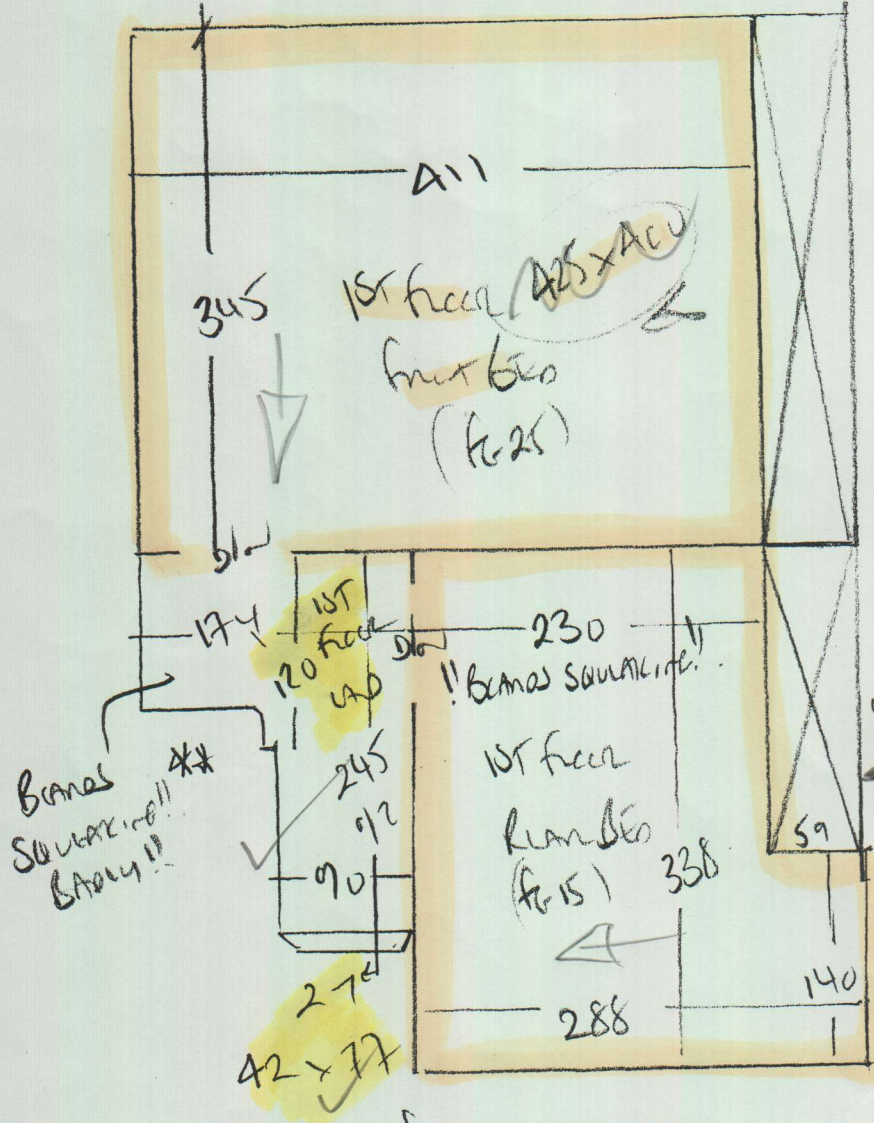 411
345
1ST Floor 425 x ACU
Front BED
(FG-25)
D/W
174
1ST
Floor
LAD
120
D/W
230
!! BOARDS SQUEAKING !!
BOARDS **
SQUEAKING!!
BADLY!!
245
92
90
1ST Floor
REAR BED
(FG-15)
338
59
140
288
27
42 x 77